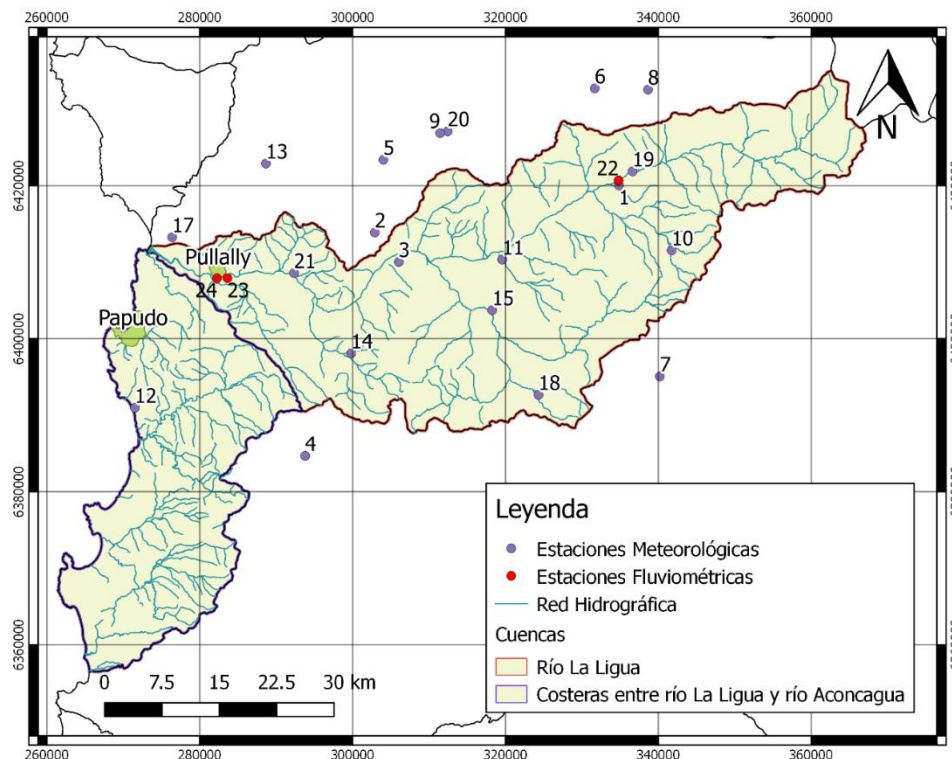 260000 280000 300000 320000 340000 360000
6 8
9 20
N
5
13
6420000
22 19
1
6420000
17
2
Pullally
21
3
11
10
24 23
15
Papudo
6400000
14
6400000
7
18
12
4
6380000
Leyenda
Estaciones Meteorológicas
Estaciones Fluviométricas
Red Hidrográfica
Cuencas
6360000
Río La Ligua
Costeras entre río La Ligua y río Aconcagua
0 7.5 15 22.5 30 km
260000 280000 300000 320000 340000 360000